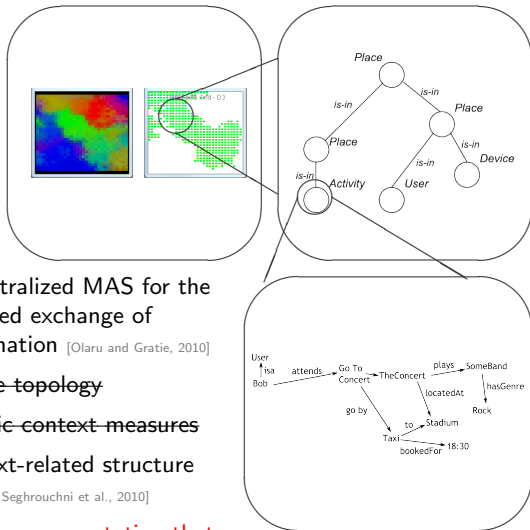 Place
is-in
is-in
Place
Place
is-in
is-in
is-in
Device
Activity
User
tralized MAS for the
ed exchange of
nation [Olaru and Gratie, 2010]
e topology
ic context measures
xt-related structure
Seghrouchni et al., 2010]
tation that
User
isa
Bob
attends
Go To
Concert
TheConcert
plays
SomeBand
hasGenre
Rock
locatedAt
Stadium
go by
to
Taxi
bookedFor
18:30